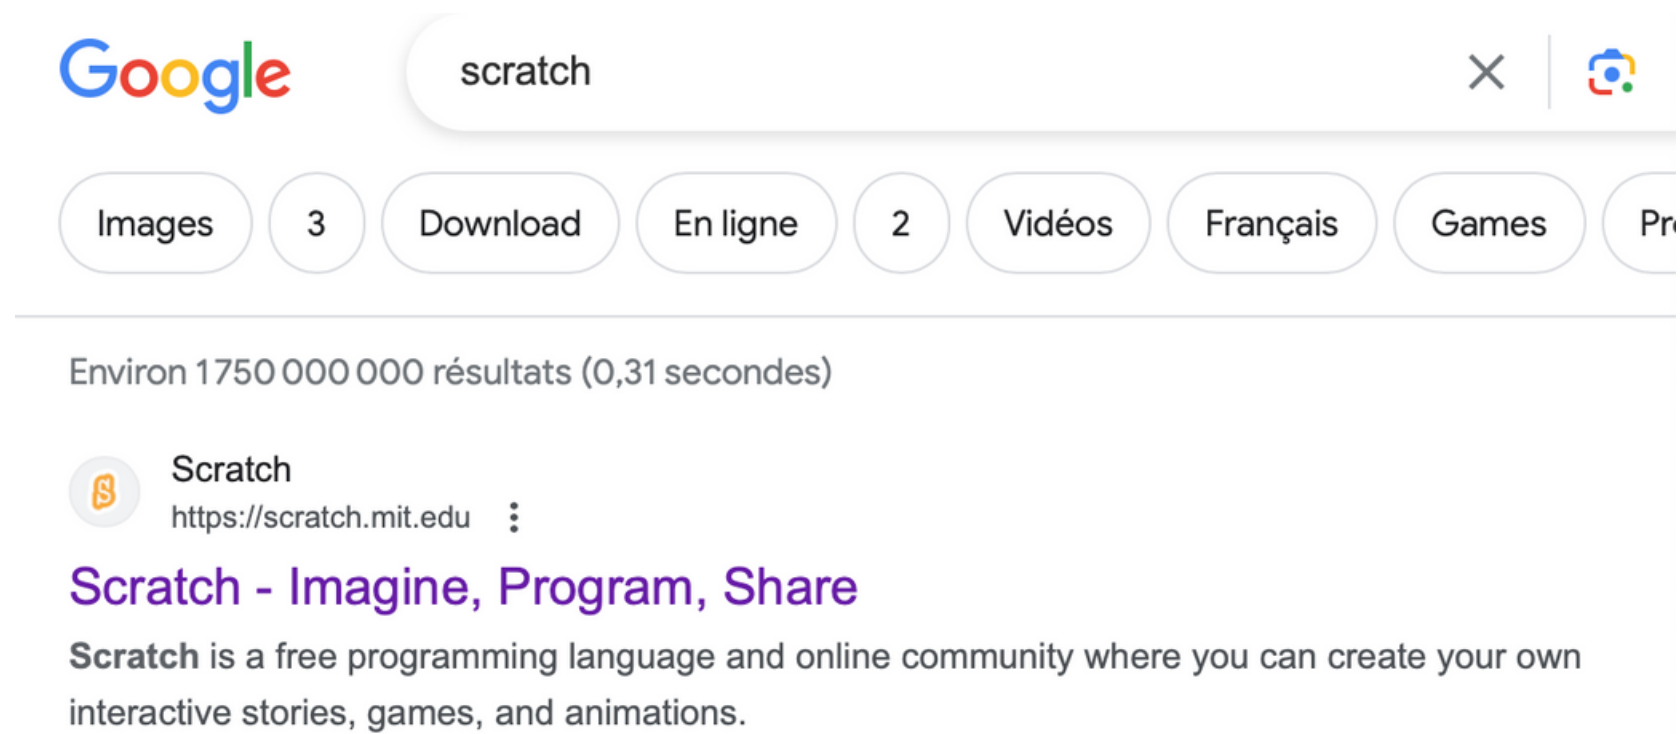 Google
scratch
Images 3 Download En ligne 2 Vidéos Français Games Pr
Environ 1 750 000 000 résultats (0,31 secondes)
Scratch
https://scratch.mit.edu
Scratch - Imagine, Program, Share
Scratch is a free programming language and online community where you can create your own
interactive stories, games, and animations.